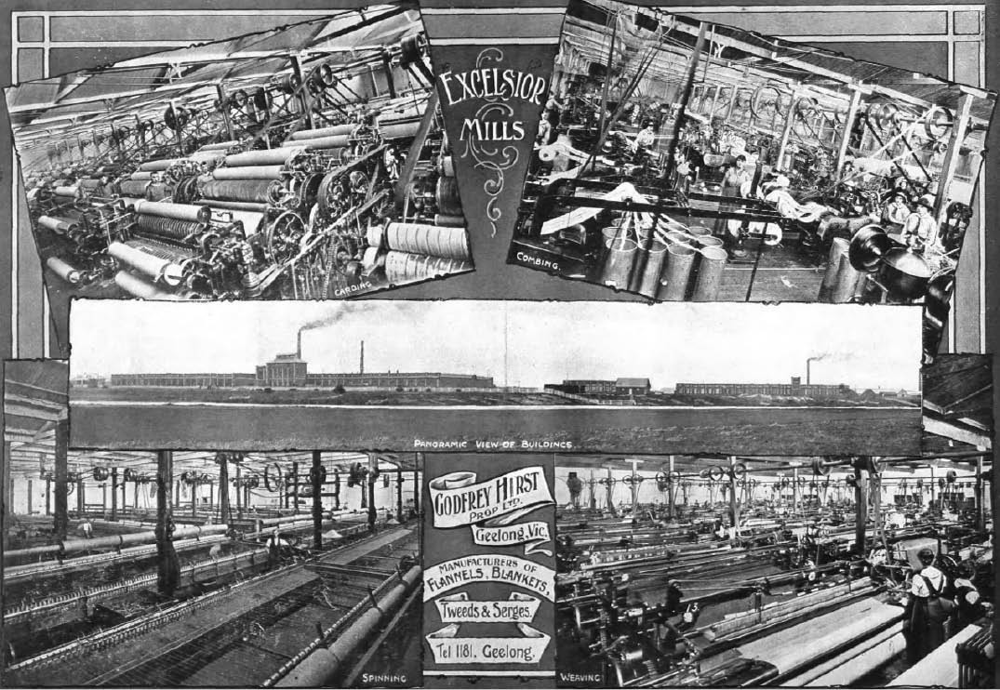 EXCELSIOR
MILLS
CARDING
COMBING.
PANORAMIC VIEW OF BUILDINGS
GODFREY HIRST
PROP LTD.
Geelong, Vic.
MANUFACTURERS OF
FLANNELS, BLANKETS,
Tweeds & Serges.
Tel 1181, Geelong.
SPINNING
13.
WEAVING